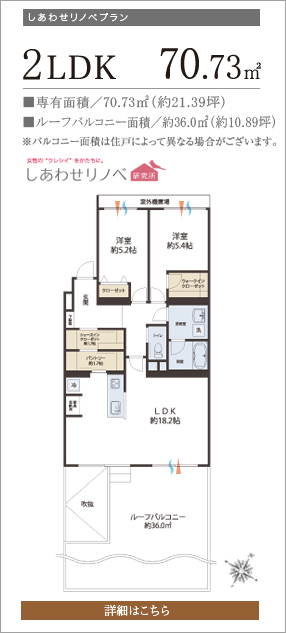 しあわせリノベプラン
2LDK 70.73㎡
■専有面積／70.73㎡(約21.39坪)
■ルーフバルコニー面積／約36.0㎡(約10.89坪)
※バルコニー面積は住戸によって異なる場合がございます。
女性の"ウレシイ"をかたちに。
しあわせリノベ 研究所
室外機置場
洋室
約5.2帖
洋室
約5.4帖
クローゼット
ウォークイン
クローゼット
玄関
下足箱
シューズイン
クローゼット
パントリー
トイレ
洗面室
洗
浴室
冷
LDK
約18.2帖
吹抜
ルーフバルコニー
約36.0㎡
詳細はこちら